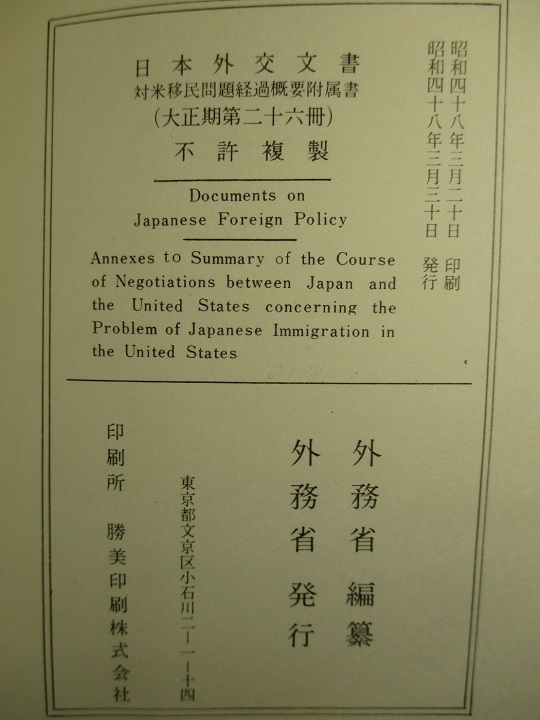 昭和四十八年三月二十日 印刷
昭和四十八年三月三十日 発行
日本外交文書
対米移民問題経過概要附属書
(大正期第二十六冊)
不許複製
Documents on
Japanese Foreign Policy
Annexes to Summary of the Course
of Negotiations between Japan and
the United States concerning the
Problem of Japanese Immigration in
the United States
外務省 編纂
外務省 発行
東京都文京区小石川二ー一ー十四
印刷所 勝美印刷株式会社